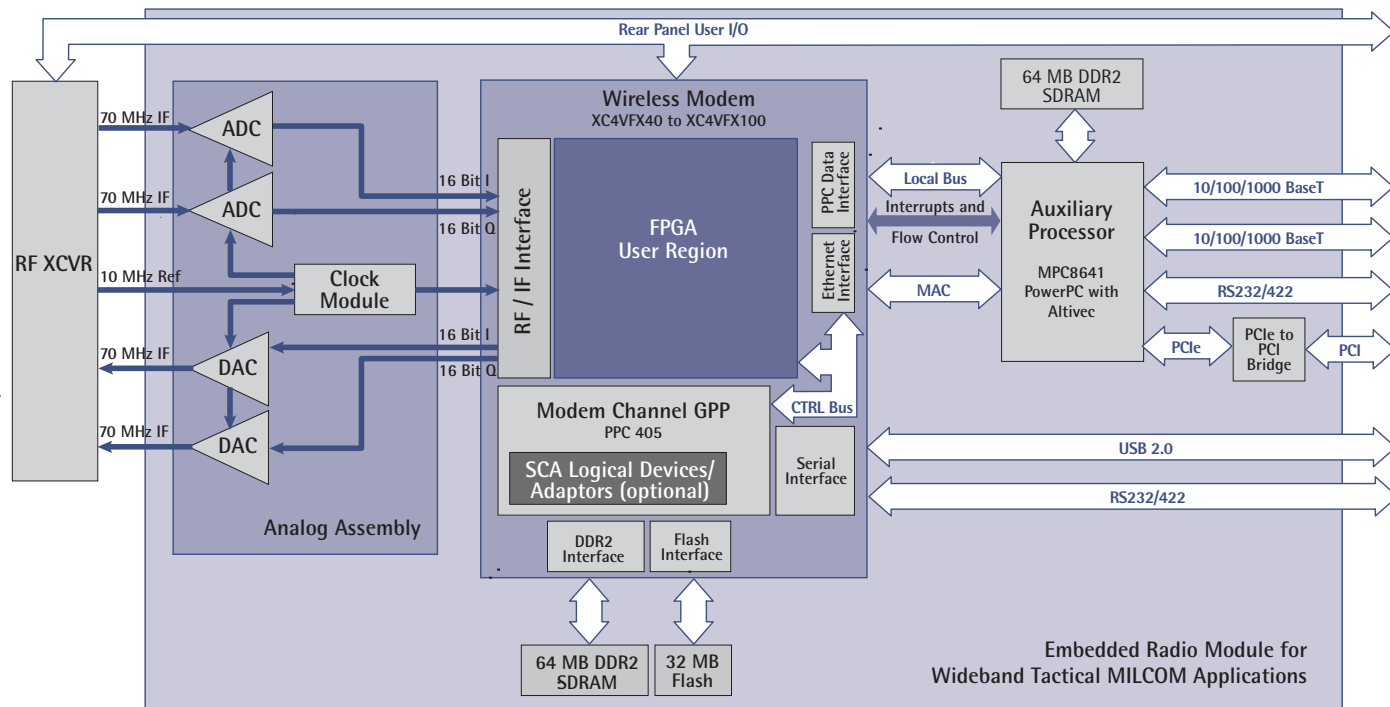 Rear Panel User I/O
RF XCVR
70 MHz IF
70 MHz IF
10 MHz Ref
70 MHz IF
70 MHz IF
ADC
ADC
Clock
Module
DAC
DAC
Analog Assembly
16 Bit I
16 Bit Q
16 Bit I
16 Bit Q
Wireless Modem
XC4VFX40 to XC4VFX100
RF / IF Interface
FPGA
User Region
PPC Data
Interface
Ethernet
Interface
CTRL Bus
Modem Channel GPP
PPC 405
SCA Logical Devices/
Adaptors (optional)
Serial
Interface
DDR2
Interface
Flash
Interface
64 MB DDR2
SDRAM
32 MB
Flash
64 MB DDR2
SDRAM
Local Bus
Interrupts and
Flow Control
MAC
Auxiliary
Processor
MPC8641
PowerPC with
Altivec
10/100/1000 BaseT
10/100/1000 BaseT
RS232/422
PCIe
PCIe to
PCI
Bridge
PCI
USB 2.0
RS232/422
Embedded Radio Module for
Wideband Tactical MILCOM Applications